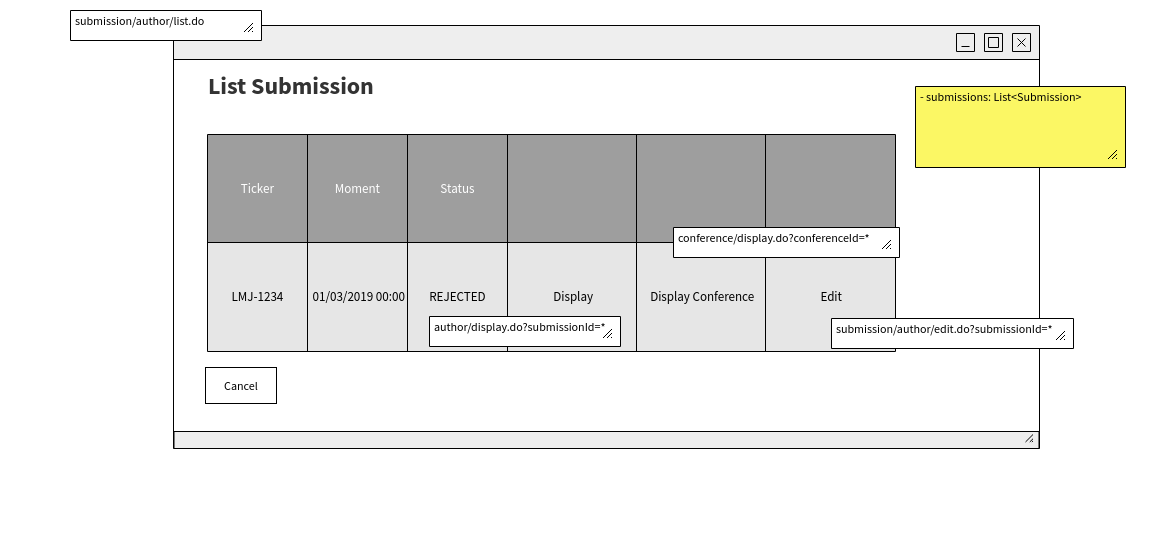 submission/author/list.do
List Submission
- submissions: List<Submission>
Ticker Moment Status
conference/display.do?conferenceId=*
LMJ-1234 01/03/2019 00:00 REJECTED Display Display Conference Edit
author/display.do?submissionId=*
submission/author/edit.do?submissionId=*
Cancel